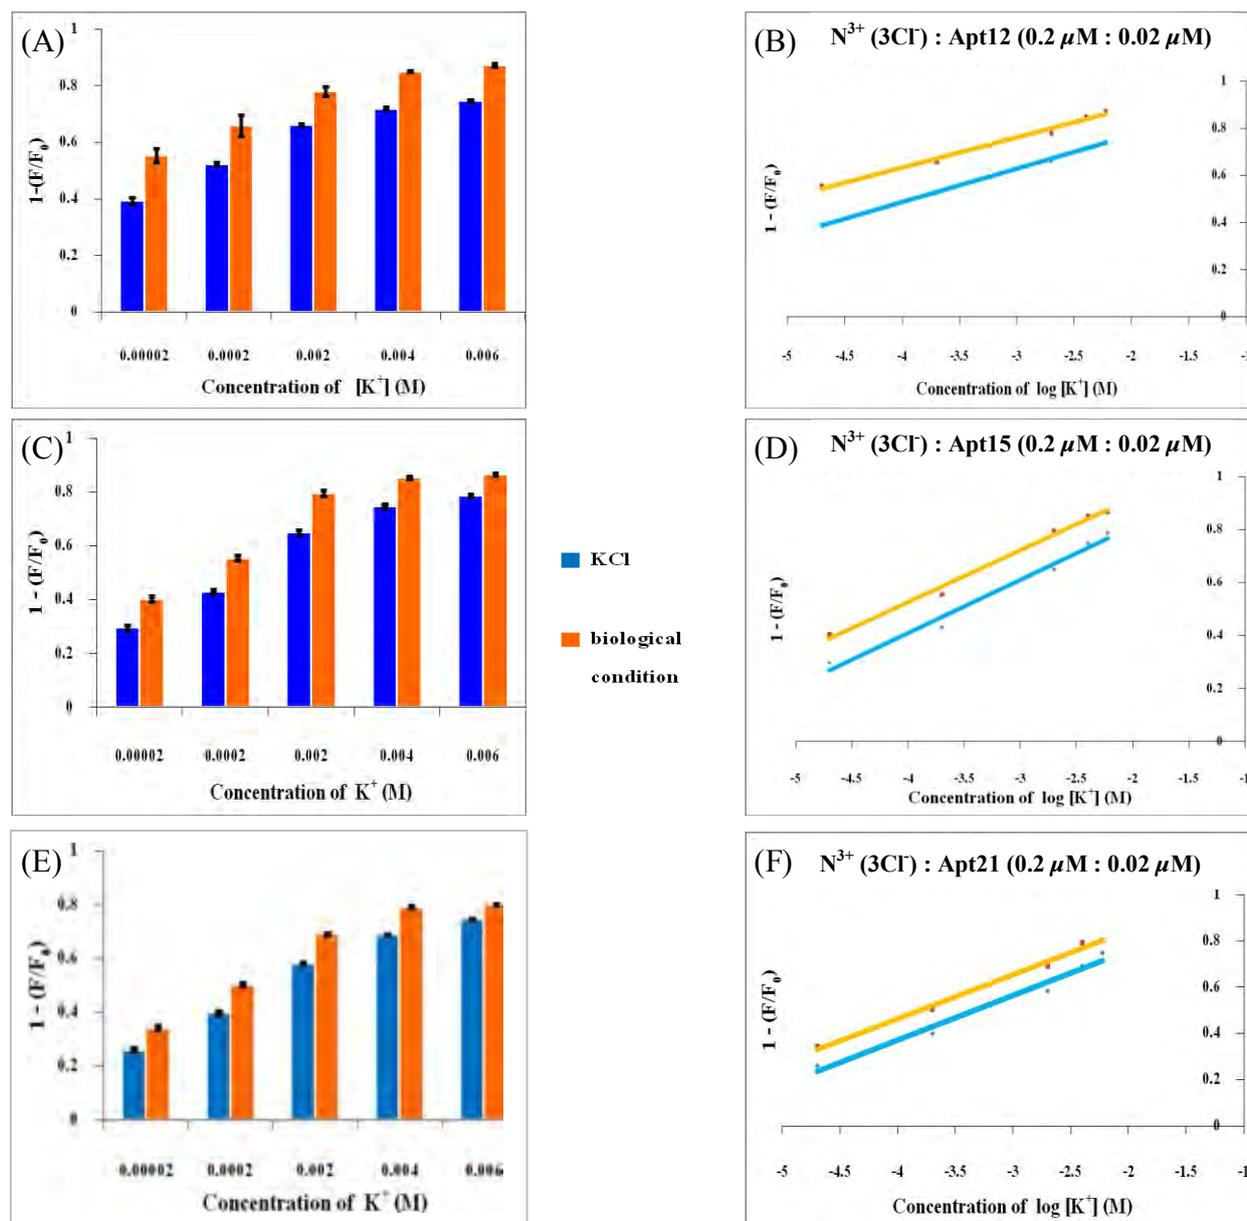 (A)
1
0.8
0.6
0.4
0.2
0
1-(F/F₀)
0.00002 0.0002 0.002 0.004 0.006
Concentration of [K⁺] (M)
(B) N³⁺ (3Cl⁻) : Apt12 (0.2 µM : 0.02 µM)
1
0.8
0.6
0.4
0.2
0
1 - (F/F₀)
-5 -4.5 -4 -3.5 -3 -2.5 -2 -1.5 -1
Concentration of log [K⁺] (M)
(C)
1
0.8
0.6
0.4
0.2
0
1 - (F/F₀)
0.00002 0.0002 0.002 0.004 0.006
Concentration of K⁺ (M)
KCl
biological
condition
(D) N³⁺ (3Cl⁻) : Apt15 (0.2 µM : 0.02 µM)
1
0.8
0.6
0.4
0.2
0
1 - (F/F₀)
-5 -4.5 -4 -3.5 -3 -2.5 -2 -1.5 -1
Concentration of log [K⁺] (M)
(E)
1
0.8
0.6
0.4
0.2
0
1 - (F/F₀)
0.00002 0.0002 0.002 0.004 0.006
Concentration of K⁺ (M)
(F) N³⁺ (3Cl⁻) : Apt21 (0.2 µM : 0.02 µM)
1
0.8
0.6
0.4
0.2
0
1 - (F/F₀)
-5 -4.5 -4 -3.5 -3 -2.5 -2 -1.5 -1
Concentration of log [K⁺] (M)